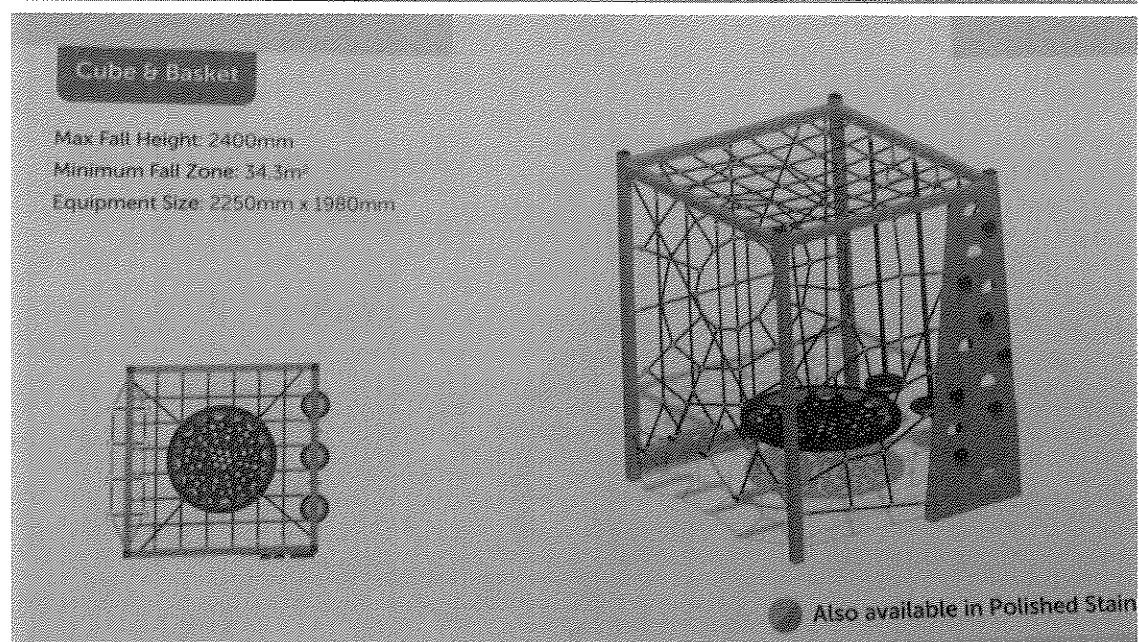 Cube & Basket
Max Fall Height: 2400mm
Minimum Fall Zone: 34.3m²
Equipment Size: 2250mm x 1980mm
Also available in Polished Stain